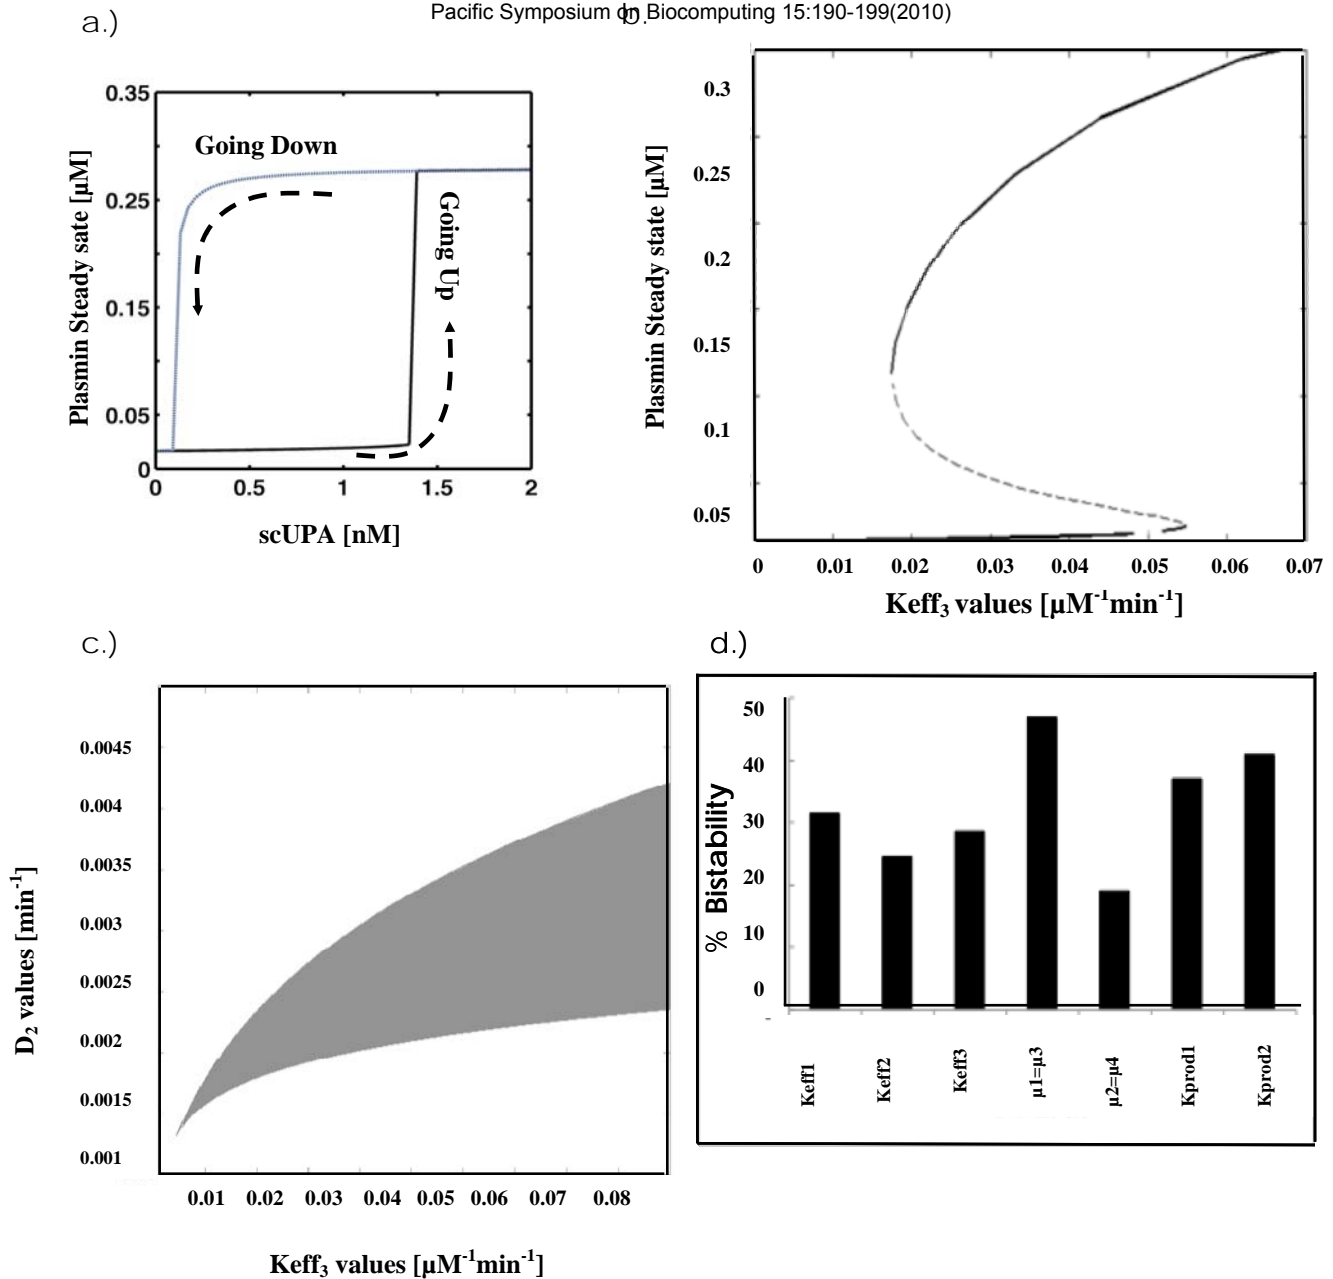 Pacific Symposium on Biocomputing 15:190-199(2010)
a.)
b.
0.35
0.25
0.15
0.05
0
Plasmin Steady sate [µM]
Going Down
Going Up
0 0.5 1 1.5 2
scUPA [nM]
0.3
0.25
0.2
0.15
0.1
0.05
Plasmin Steady state [µM]
0 0.01 0.02 0.03 0.04 0.05 0.06 0.07
Keff3 values [µM-1min-1]
c.)
0.0045
0.004
0.0035
0.003
0.0025
0.002
0.0015
0.001
D2 values [min-1]
0.01 0.02 0.03 0.04 0.05 0.06 0.07 0.08
Keff3 values [µM-1min-1]
d.)
50
40
30
20
10
0
-
% Bistability
Keff1
Keff2
Keff3
µ1=µ3
µ2=µ4
Kprod1
Kprod2